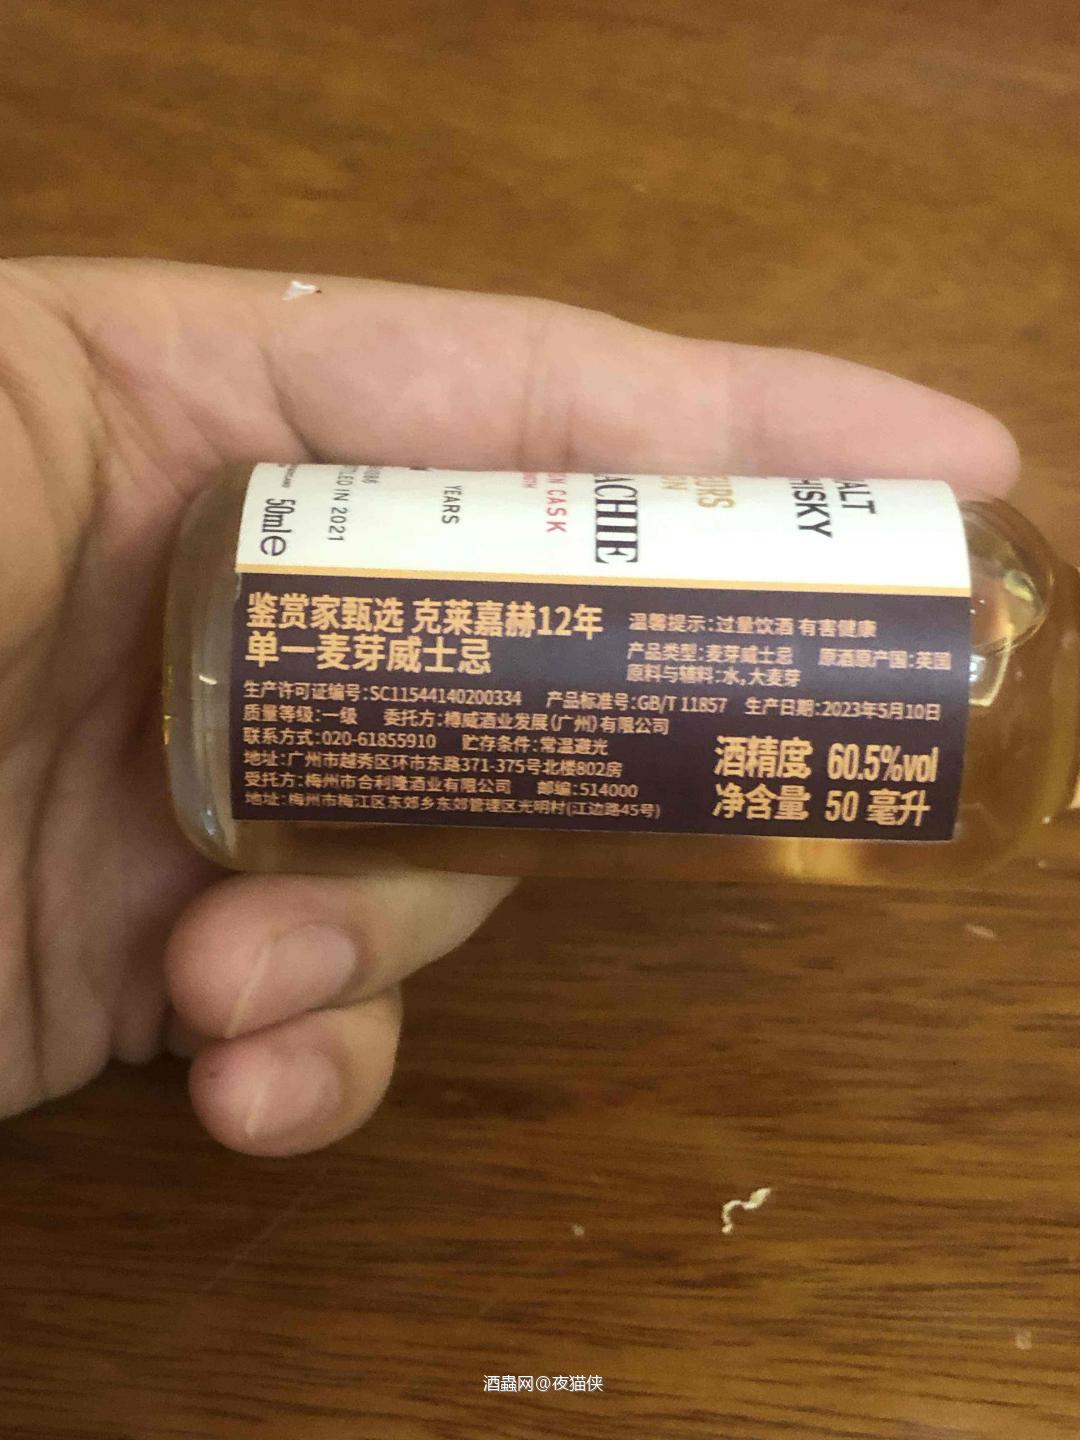 ALT
HISKY
ACHIE
N CASK
YEARS
LED IN 2021
50ml e
鉴赏家甄选 克莱嘉赫12年
单一麦芽威士忌
温馨提示:过量饮酒 有害健康
产品类型:麦芽威士忌 原酒原产国:英国
原料与辅料:水,大麦芽
生产许可证编号:SC11544140200334 产品标准号:GB/T 11857 生产日期:2023年5月10日
质量等级:一级 委托方:樽威酒业发展(广州)有限公司
联系方式:020-61855910 贮存条件:常温避光
地址:广州市越秀区环市东路371-375号北楼802房
受托方:梅州市合利隆酒业有限公司 邮编:514000
地址:梅州市梅江区东郊乡东郊管理区光明村(江边路45号)
酒精度 60.5%vol
净含量 50 毫升
酒蟲网@夜猫侠